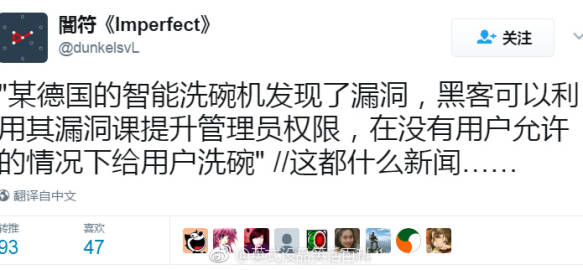 闇符《Imperfect》
@dunkelsvL
关注
"某德国的智能洗碗机发现了漏洞，黑客可以利
用其漏洞课提升管理员权限，在没有用户允许
的情况下给用户洗碗" //这都什么新闻……
翻译自中文
转推 喜欢
93 47